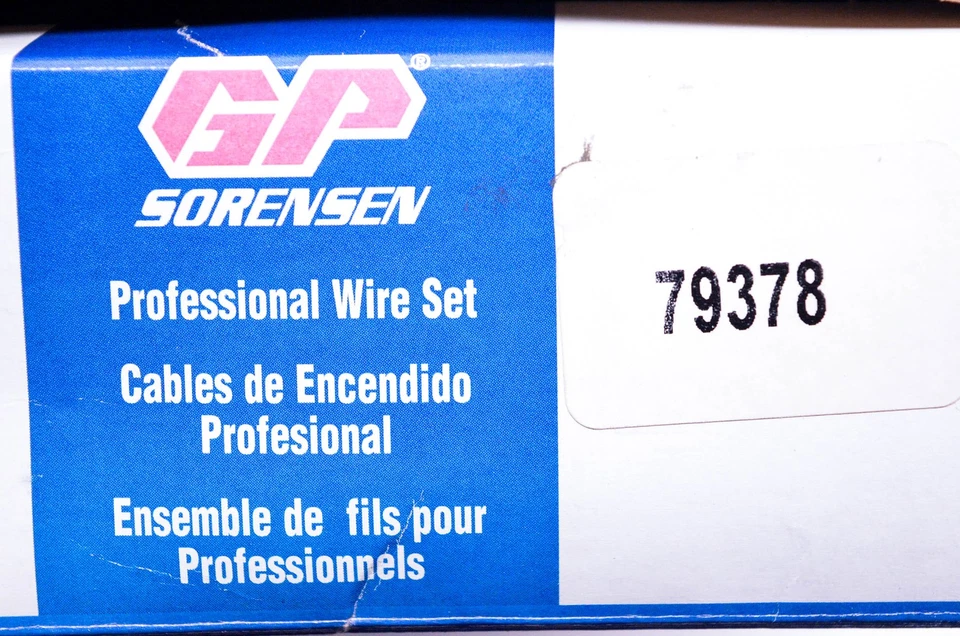 GP®
SORENSEN
Professional Wire Set
Cables de Encendido
Profesional
Ensemble de fils pour
Professionnels
79378